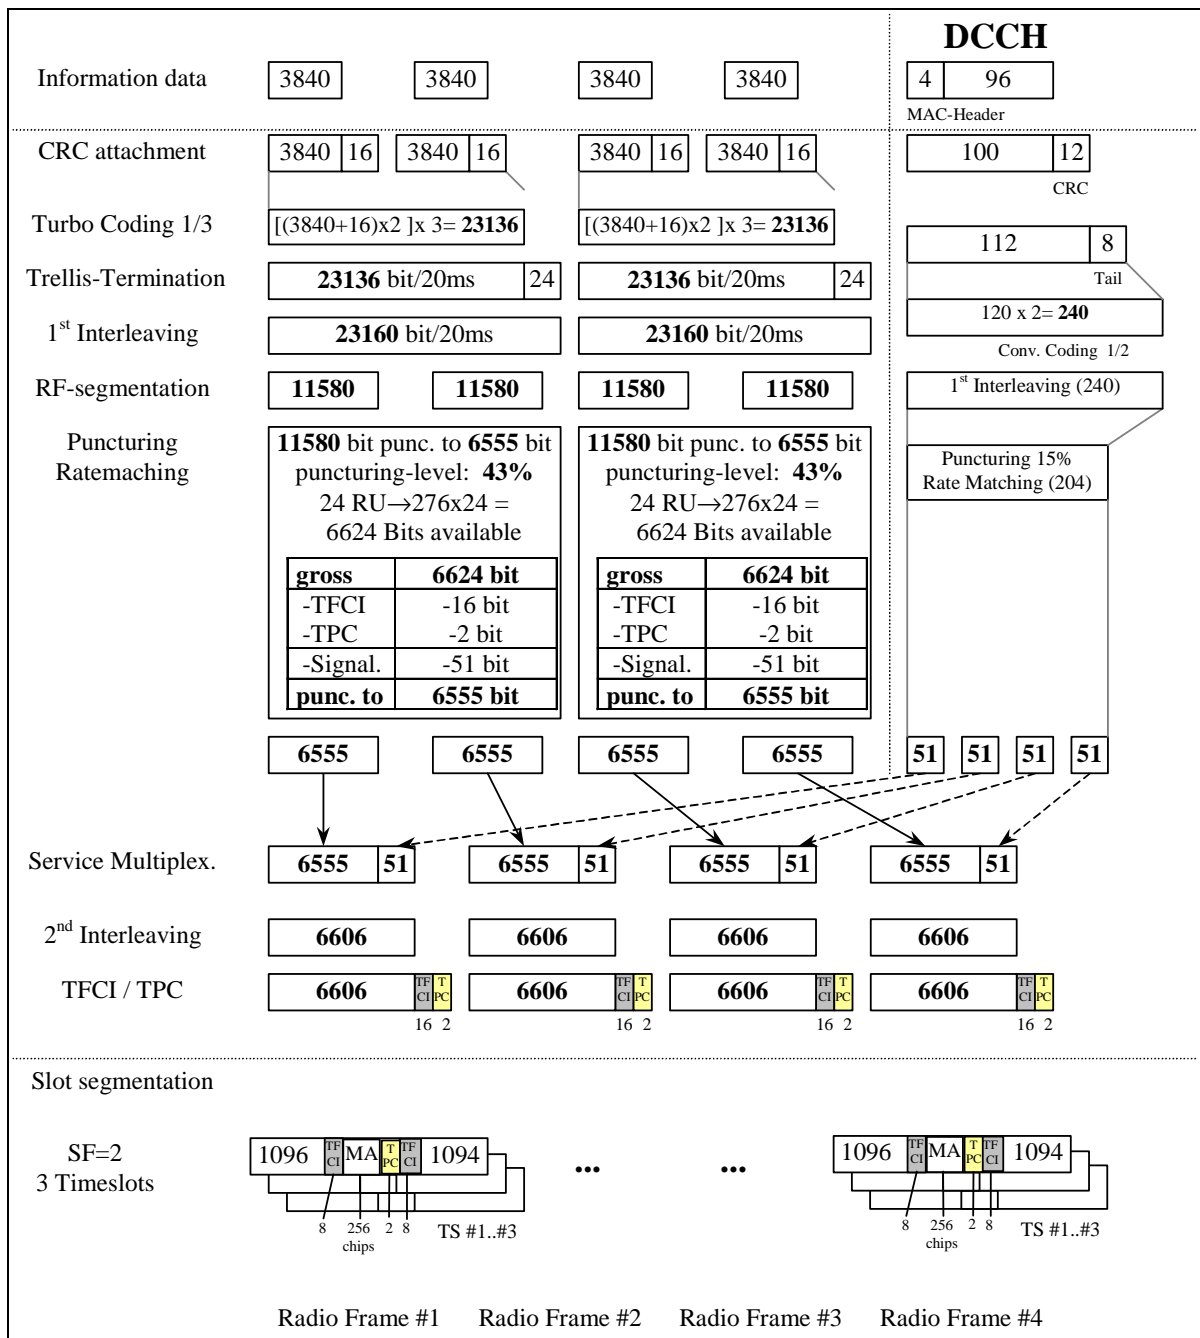 DCCH
Information data 3840 3840 3840 3840 4 96
MAC-Header
CRC attachment 3840 16 3840 16 3840 16 3840 16 100 12
CRC
Turbo Coding 1/3 [(3840+16)x2 ]x 3= 23136 [(3840+16)x2 ]x 3= 23136
112 8
Trellis-Termination 23136 bit/20ms 24 23136 bit/20ms 24
Tail
120 x 2= 240
1st Interleaving 23160 bit/20ms 23160 bit/20ms
Conv. Coding 1/2
RF-segmentation 11580 11580 11580 11580 1st Interleaving (240)
Puncturing
Ratemaching
11580 bit punc. to 6555 bit
puncturing-level: 43%
24 RU→276x24 =
6624 Bits available
gross 6624 bit
-TFCI -16 bit
-TPC -2 bit
-Signal. -51 bit
punc. to 6555 bit
11580 bit punc. to 6555 bit
puncturing-level: 43%
24 RU→276x24 =
6624 Bits available
gross 6624 bit
-TFCI -16 bit
-TPC -2 bit
-Signal. -51 bit
punc. to 6555 bit
Puncturing 15%
Rate Matching (204)
6555 6555 6555 6555 51 51 51 51
Service Multiplex. 6555 51 6555 51 6555 51 6555 51
2nd Interleaving 6606 6606 6606 6606
TFCI / TPC 6606 TF CI T PC 6606 TF CI T PC 6606 TF CI T PC 6606 TF CI T PC
16 2 16 2 16 2 16 2
Slot segmentation
SF=2
3 Timeslots
1096 TF CI MA T PC TF CI 1094
8 256 chips 2 8 TS #1..#3
... ...
1096 TF CI MA T PC TF CI 1094
8 256 chips 2 8 TS #1..#3
Radio Frame #1 Radio Frame #2 Radio Frame #3 Radio Frame #4